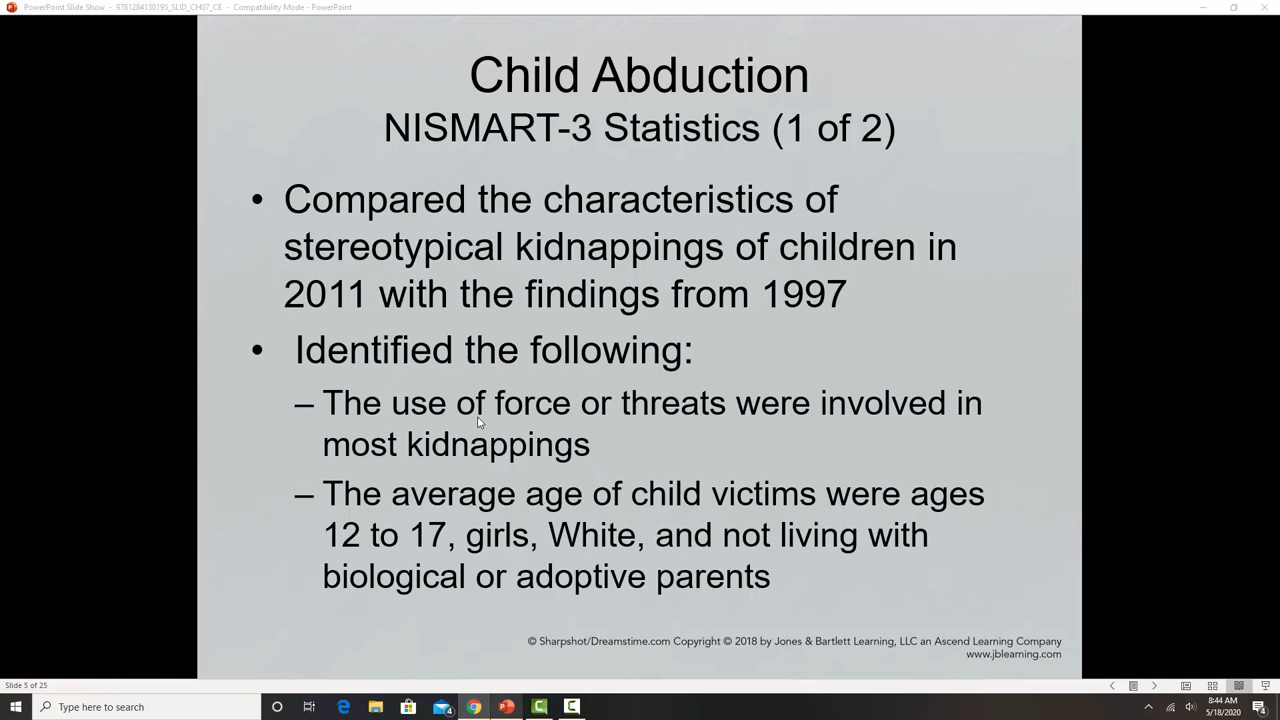 PowerPoint Slide Show - 9781284130195_SLID_CH07_CE - Compatibility Mode - PowerPoint
Child Abduction
NISMART-3 Statistics (1 of 2)
• Compared the characteristics of
stereotypical kidnappings of children in
2011 with the findings from 1997
• Identified the following:
– The use of force or threats were involved in
most kidnappings
– The average age of child victims were ages
12 to 17, girls, White, and not living with
biological or adoptive parents
© Sharpshot/Dreamstime.com Copyright © 2018 by Jones & Bartlett Learning, LLC an Ascend Learning Company
www.jblearning.com
Slide 5 of 25
Type here to search
8:44 AM
5/18/2020